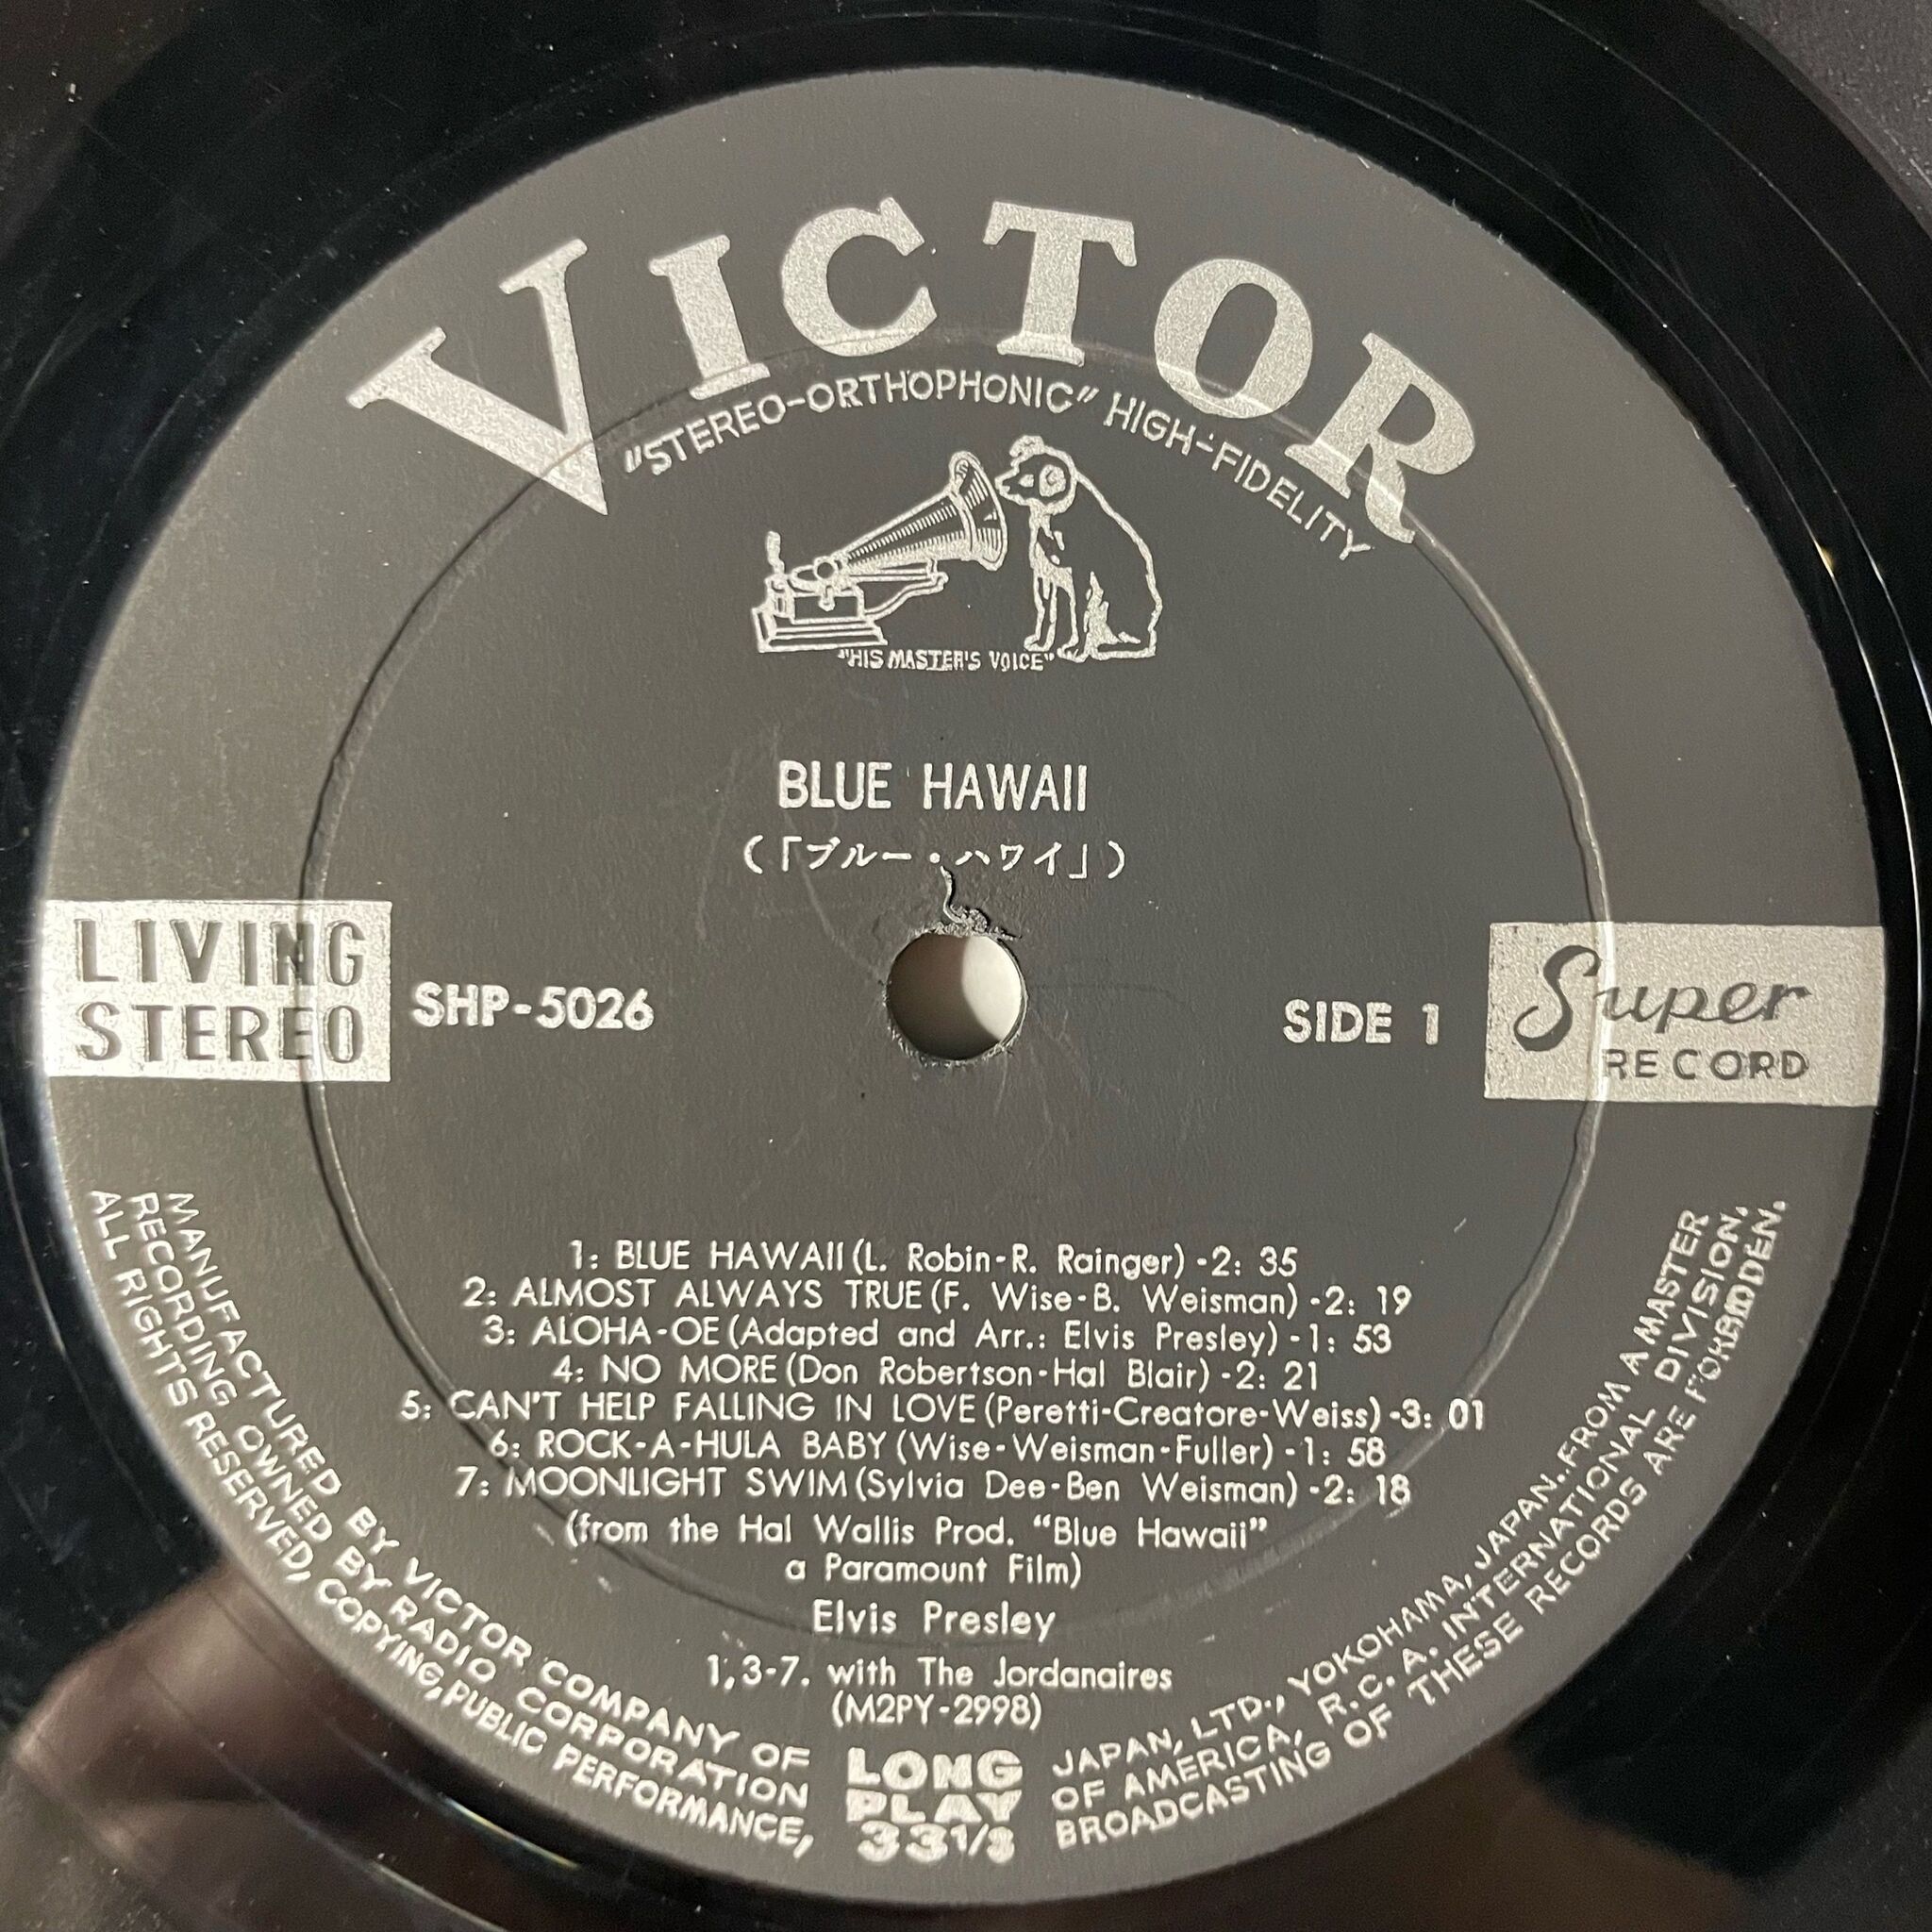 VICTOR
"STEREO-ORTHOPHONIC" HIGH-FIDELITY
"HIS MASTER'S VOICE"
BLUE HAWAII
(「ブルー・ハワイ」)
LIVING
STEREO
SHP-5026
SIDE 1
Super
RECORD
1: BLUE HAWAII (L. Robin-R. Rainger) -2: 35
2: ALMOST ALWAYS TRUE (F. Wise-B. Weisman) -2: 19
3: ALOHA-OE (Adapted and Arr.: Elvis Presley) -1: 53
4: NO MORE (Don Robertson-Hal Blair) -2: 21
5: CAN'T HELP FALLING IN LOVE (Peretti-Creatore-Weiss) -3: 01
6: ROCK-A-HULA BABY (Wise-Weisman-Fuller) -1: 58
7: MOONLIGHT SWIM (Sylvia Dee-Ben Weisman) -2: 18
(from the Hal Wallis Prod. "Blue Hawaii"
a Paramount Film)
Elvis Presley
1, 3-7. with The Jordanaires
(M2PY-2998)
LONG
PLAY
33 1/3
MANUFACTURED BY VICTOR COMPANY OF JAPAN, LTD., YOKOHAMA, JAPAN. FROM A MASTER
RECORDING OWNED BY RADIO CORPORATION OF AMERICA, R.C.A. INTERNATIONAL DIVISION.
ALL RIGHTS RESERVED, COPYING, PUBLIC PERFORMANCE, BROADCASTING OF THESE RECORDS ARE FORBIDDEN.